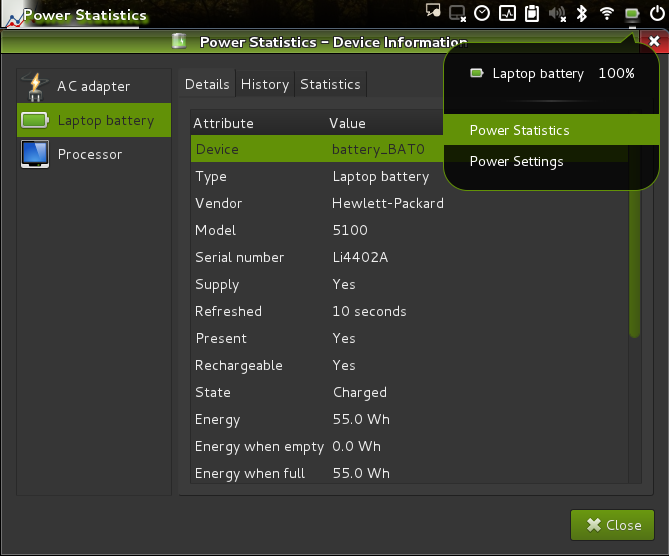 Power Statistics
Power Statistics – Device Information
Laptop battery 100%
Power Statistics
Power Settings
AC adapter
Laptop battery
Processor
Details History Statistics
Attribute Value
Device battery_BAT0
Type Laptop battery
Vendor Hewlett-Packard
Model 5100
Serial number Li4402A
Supply Yes
Refreshed 10 seconds
Present Yes
Rechargeable Yes
State Charged
Energy 55.0 Wh
Energy when empty 0.0 Wh
Energy when full 55.0 Wh
Close